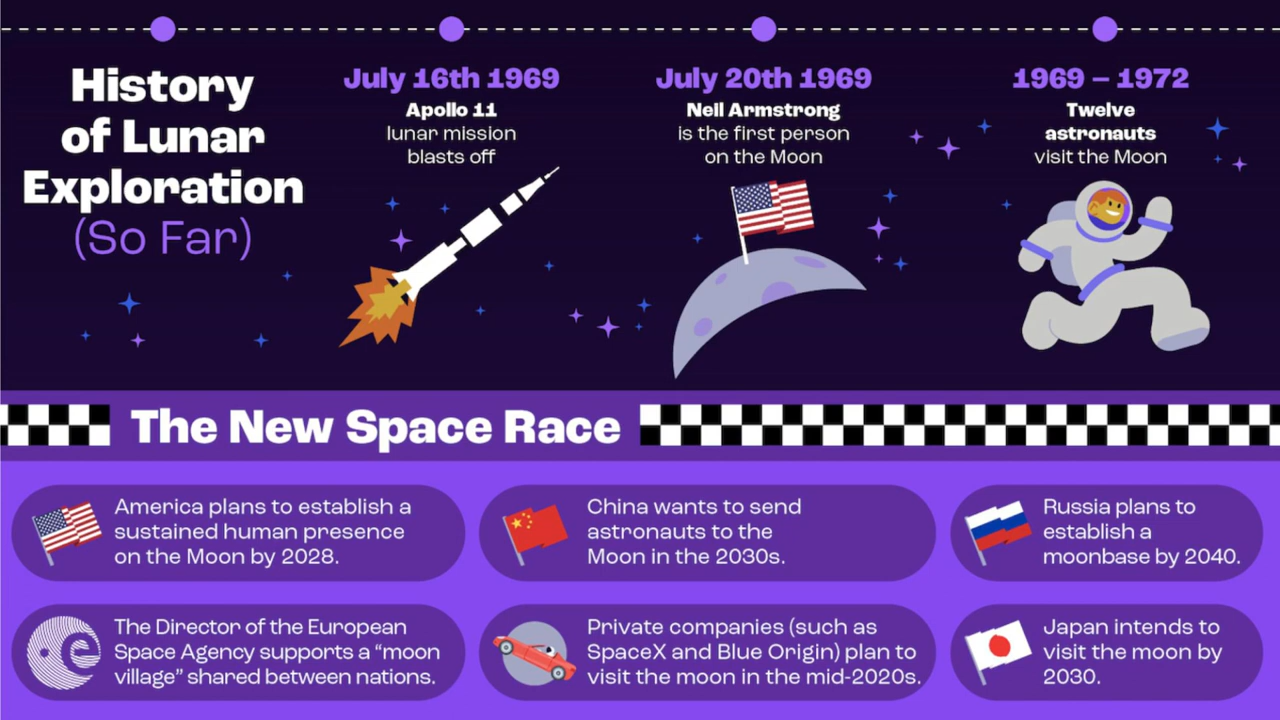 History
of Lunar
Exploration
(So Far)
July 16th 1969
Apollo 11
lunar mission
blasts off
July 20th 1969
Neil Armstrong
is the first person
on the Moon
1969 – 1972
Twelve
astronauts
visit the Moon
The New Space Race
America plans to establish a
sustained human presence
on the Moon by 2028.
China wants to send
astronauts to the
Moon in the 2030s.
Russia plans to
establish a
moonbase by 2040.
The Director of the European
Space Agency supports a “moon
village” shared between nations.
Private companies (such as
SpaceX and Blue Origin) plan to
visit the moon in the mid-2020s.
Japan intends to
visit the moon by
2030.